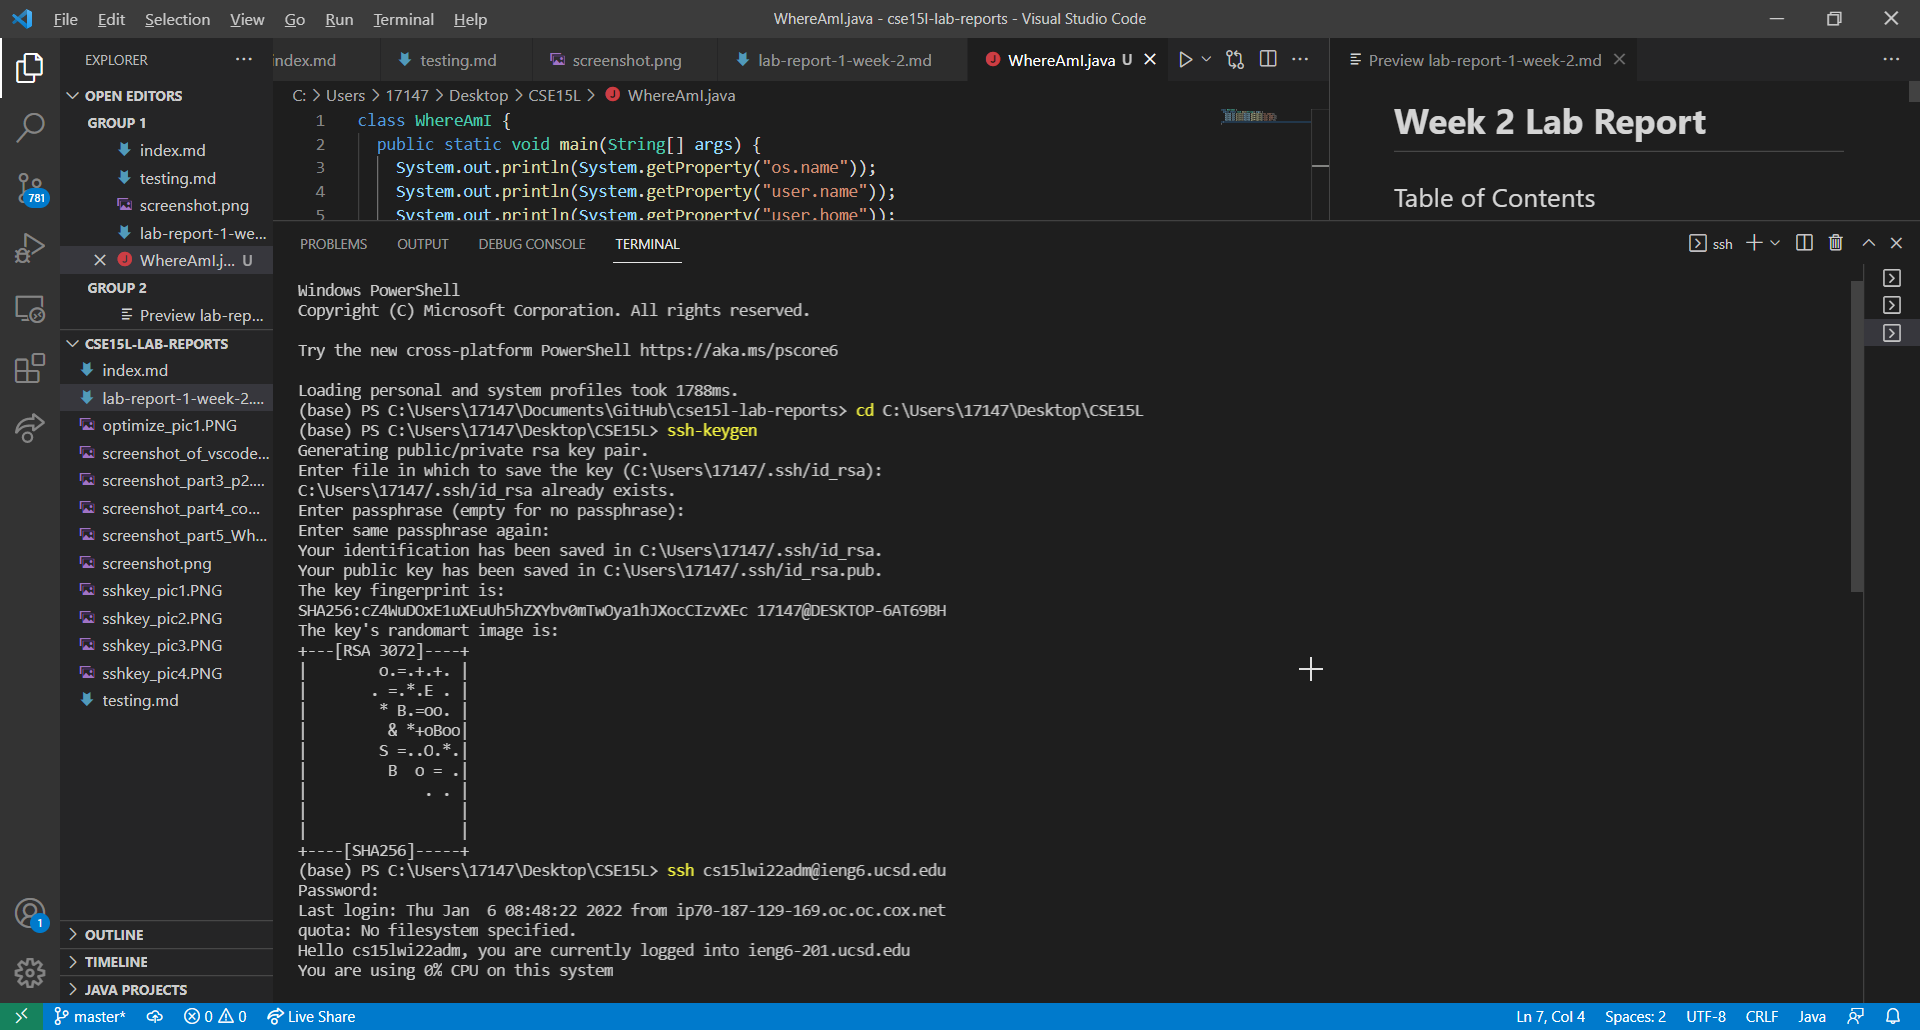 File Edit Selection View Go Run Terminal Help
WhereAmI.java - cse15l-lab-reports - Visual Studio Code
EXPLORER
OPEN EDITORS
GROUP 1
index.md
testing.md
screenshot.png
lab-report-1-we...
WhereAmI.j... U
GROUP 2
Preview lab-rep...
CSE15L-LAB-REPORTS
index.md
lab-report-1-week-2....
optimize_pic1.PNG
screenshot_of_vscode...
screenshot_part3_p2....
screenshot_part4_co...
screenshot_part5_Wh...
screenshot.png
sshkey_pic1.PNG
sshkey_pic2.PNG
sshkey_pic3.PNG
sshkey_pic4.PNG
testing.md
OUTLINE
TIMELINE
JAVA PROJECTS
781
1
index.md testing.md screenshot.png lab-report-1-week-2.md WhereAmI.java U
C: > Users > 17147 > Desktop > CSE15L > WhereAmI.java
1 class WhereAmI {
2 public static void main(String[] args) {
3 System.out.println(System.getProperty("os.name"));
4 System.out.println(System.getProperty("user.name"));
5 System.out.println(System.getProperty("user.home"));
Preview lab-report-1-week-2.md
Week 2 Lab Report
Table of Contents
PROBLEMS OUTPUT DEBUG CONSOLE TERMINAL
ssh
Windows PowerShell
Copyright (C) Microsoft Corporation. All rights reserved.
Try the new cross-platform PowerShell https://aka.ms/pscore6
Loading personal and system profiles took 1788ms.
(base) PS C:\Users\17147\Documents\GitHub\cse15l-lab-reports> cd C:\Users\17147\Desktop\CSE15L
(base) PS C:\Users\17147\Desktop\CSE15L> ssh-keygen
Generating public/private rsa key pair.
Enter file in which to save the key (C:\Users\17147/.ssh/id_rsa):
C:\Users\17147/.ssh/id_rsa already exists.
Enter passphrase (empty for no passphrase):
Enter same passphrase again:
Your identification has been saved in C:\Users\17147/.ssh/id_rsa.
Your public key has been saved in C:\Users\17147/.ssh/id_rsa.pub.
The key fingerprint is:
SHA256:cZ4WuDOxE1uXEuUh5hZXYbv0mTwOya1hJXocCIzvXEc 17147@DESKTOP-6AT69BH
The key's randomart image is:
+---[RSA 3072]----+
|        o.=.+.+. |
|       . =.*.E . |
|        * B.=oo. |
|         & *+oBoo|
|        S =..O.*.|
|         B  o = .|
|             . . |
|                 |
|                 |
+----[SHA256]-----+
(base) PS C:\Users\17147\Desktop\CSE15L> ssh cs15lwi22adm@ieng6.ucsd.edu
Password:
Last login: Thu Jan  6 08:48:22 2022 from ip70-187-129-169.oc.oc.cox.net
quota: No filesystem specified.
Hello cs15lwi22adm, you are currently logged into ieng6-201.ucsd.edu
You are using 0% CPU on this system
master* 0 0 Live Share
Ln 7, Col 4 Spaces: 2 UTF-8 CRLF Java